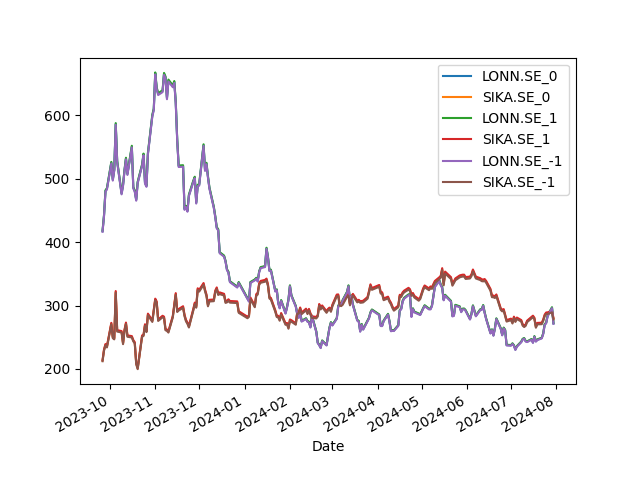 LONN.SE_0
SIKA.SE_0
LONN.SE_1
SIKA.SE_1
LONN.SE_-1
SIKA.SE_-1
600
500
400
300
200
2023-10
2023-11
2023-12
2024-01
2024-02
2024-03
2024-04
2024-05
2024-06
2024-07
2024-08
Date